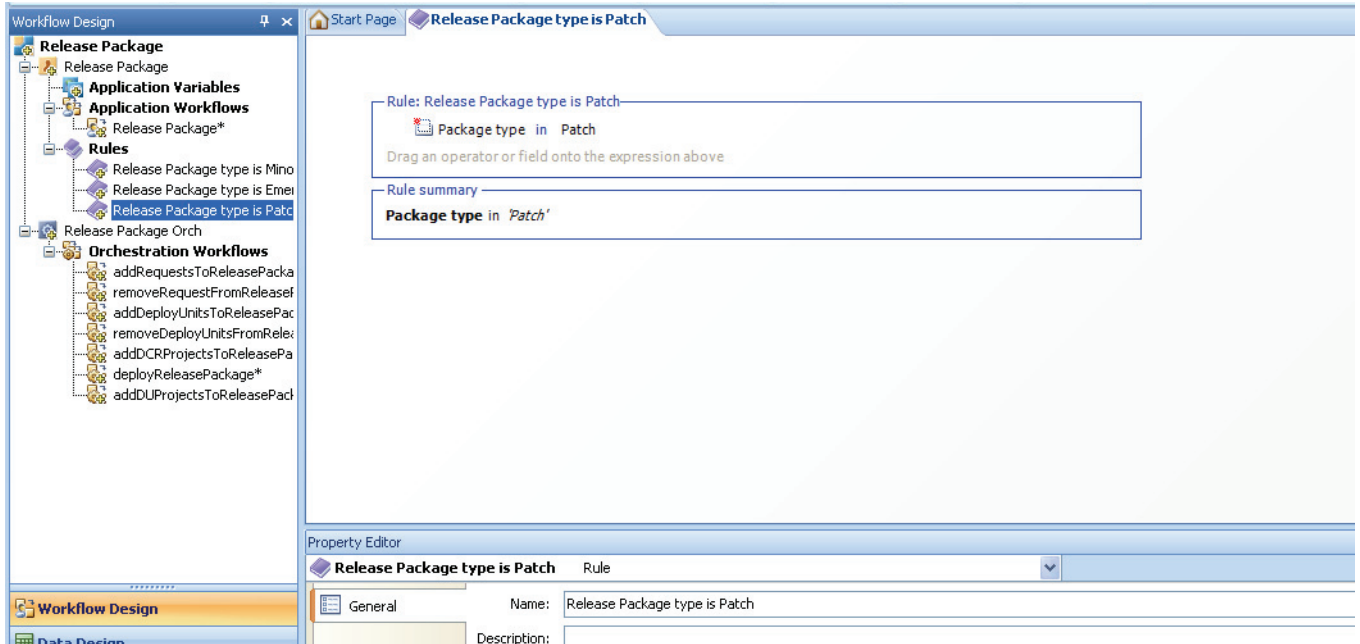 Workflow Design
Release Package
Release Package
Application Variables
Application Workflows
Release Package*
Rules
Release Package type is Mino
Release Package type is Emer
Release Package type is Patc
Release Package Orch
Orchestration Workflows
addRequestsToReleasePacka
removeRequestFromReleaseF
addDeployUnitsToReleasePac
removeDeployUnitsFromRelea
addDCRProjectsToReleasePa
deployReleasePackage*
addDUProjectsToReleasePack
Workflow Design
Data Design
Start Page
Release Package type is Patch
Rule: Release Package type is Patch
Package type in Patch
Drag an operator or field onto the expression above
Rule summary
Package type in 'Patch'
Property Editor
Release Package type is Patch Rule
General
Name: Release Package type is Patch
Description: